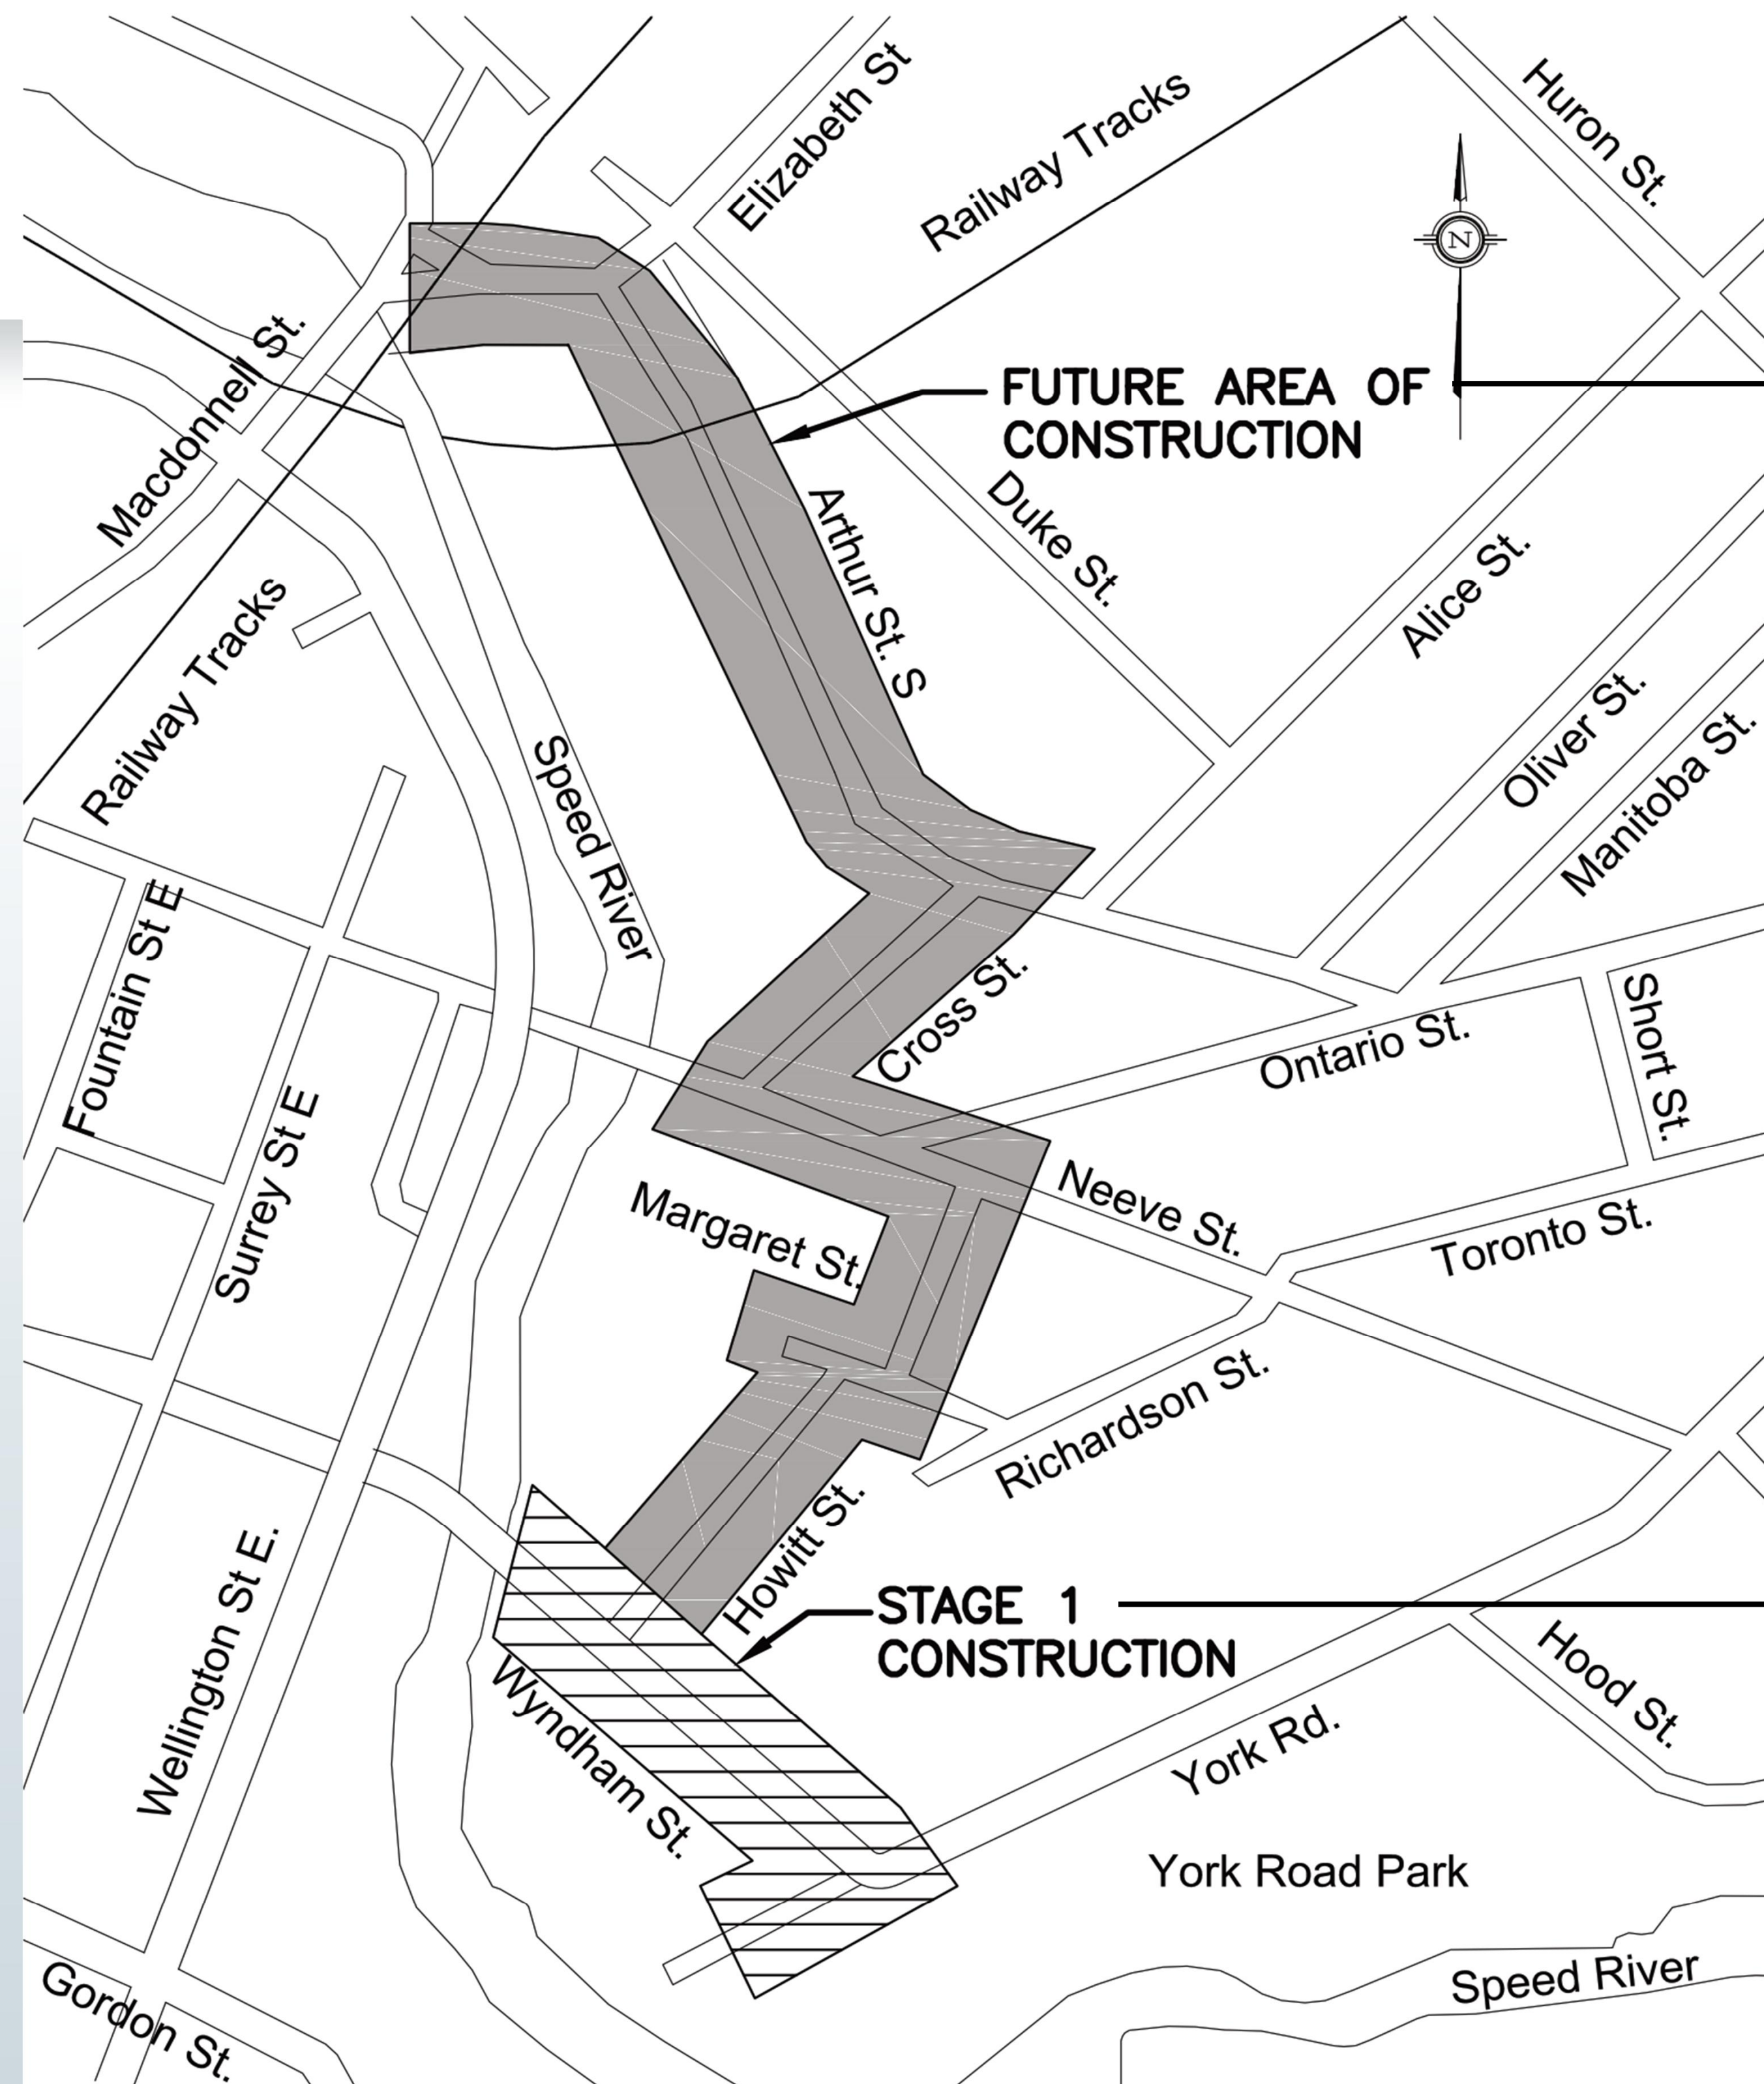 Elizabeth St
Railway Tracks
Huron St.
N
Macdonnell St.
FUTURE AREA OF
CONSTRUCTION
Arthur St. S
Duke St.
Alice St.
Railway Tracks
Oliver St.
Manitoba St.
Speed River
Fountain St E
Cross St.
Ontario St.
Short St.
Surrey St E
Margaret St.
Neeve St.
Toronto St.
Richardson St.
Howitt St.
Wellington St E.
STAGE 1
CONSTRUCTION
Wyndham St.
Hood St.
York Rd.
York Road Park
Speed River
Gordon St.